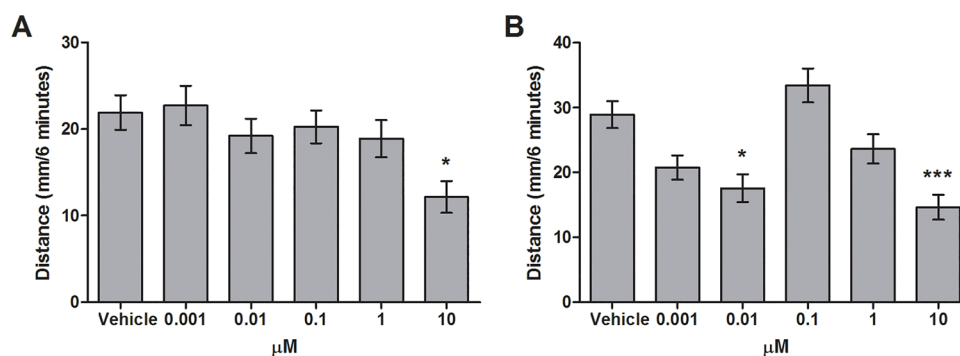 A
Distance (mm/6 minutes)
30
20
10
0
*
Vehicle 0.001 0.01 0.1 1 10
μM
B
Distance (mm/6 minutes)
40
30
20
10
0
*
***
Vehicle 0.001 0.01 0.1 1 10
μM